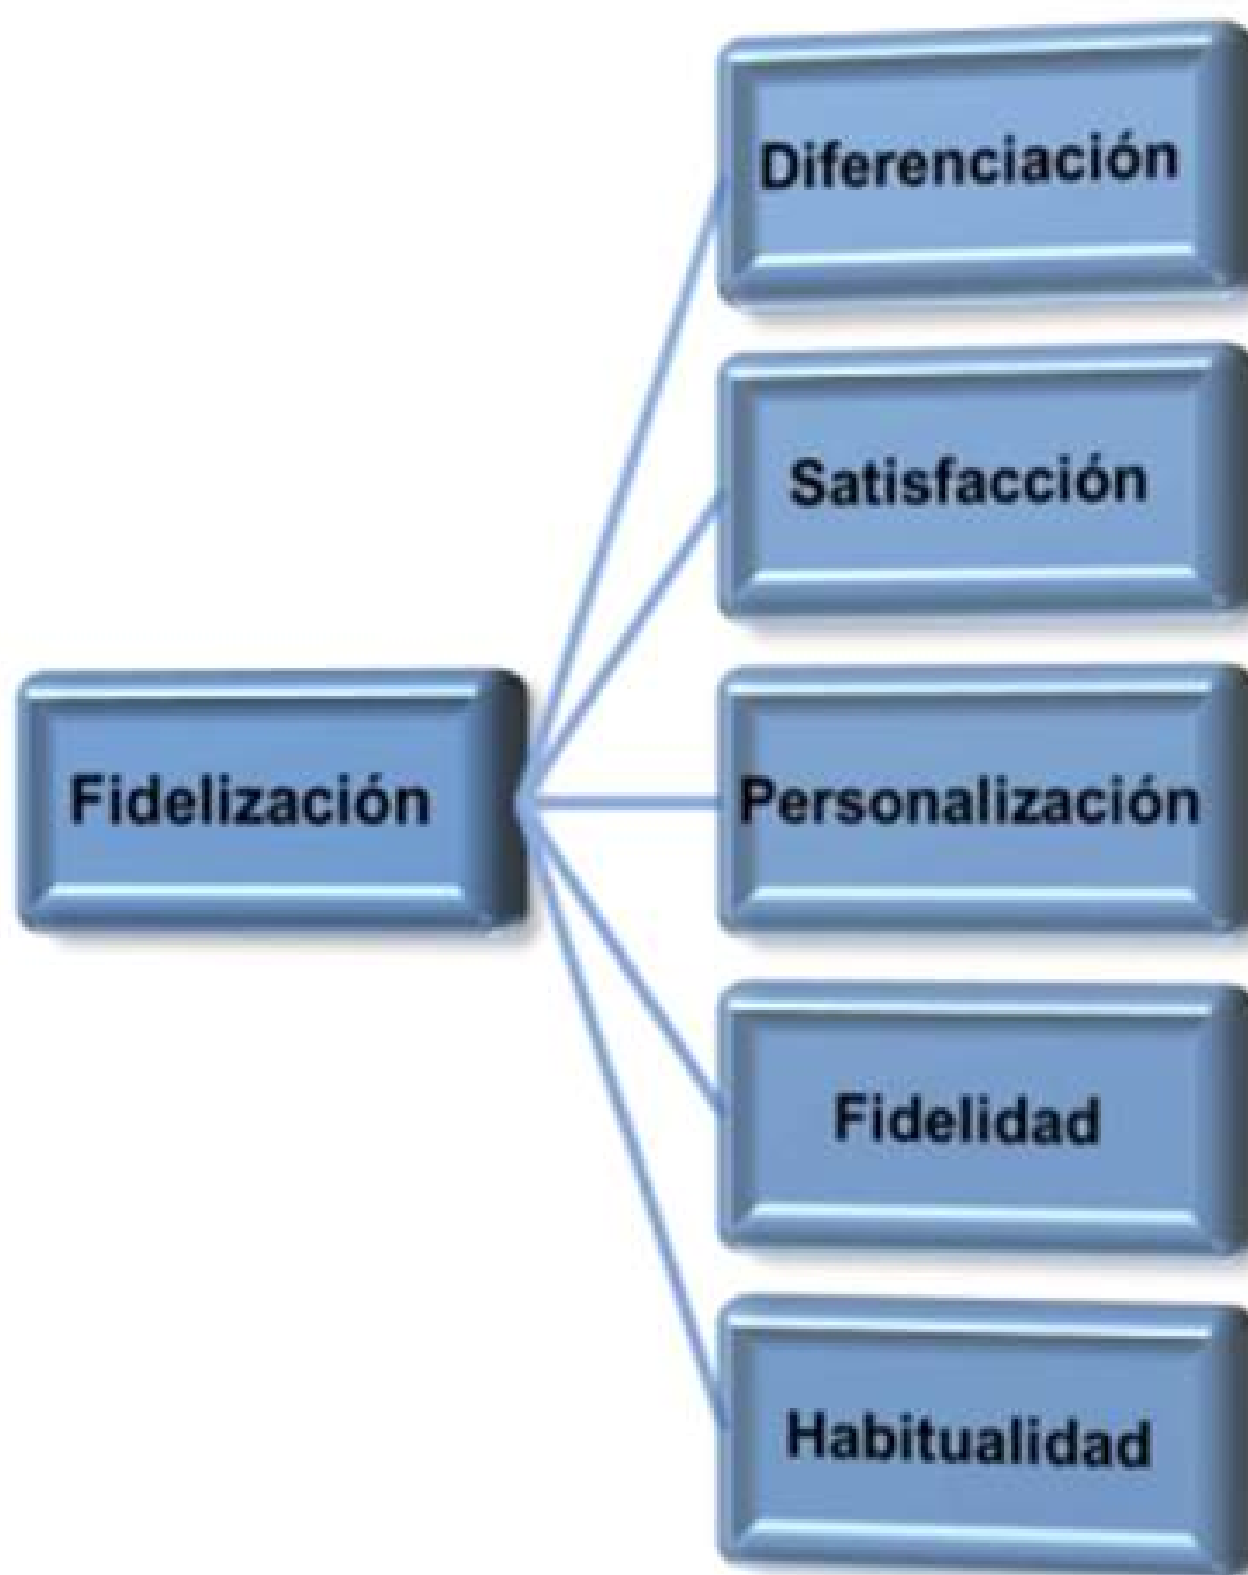 Diferenciación
Satisfacción
Fidelización
Personalización
Fidelidad
Habitualidad